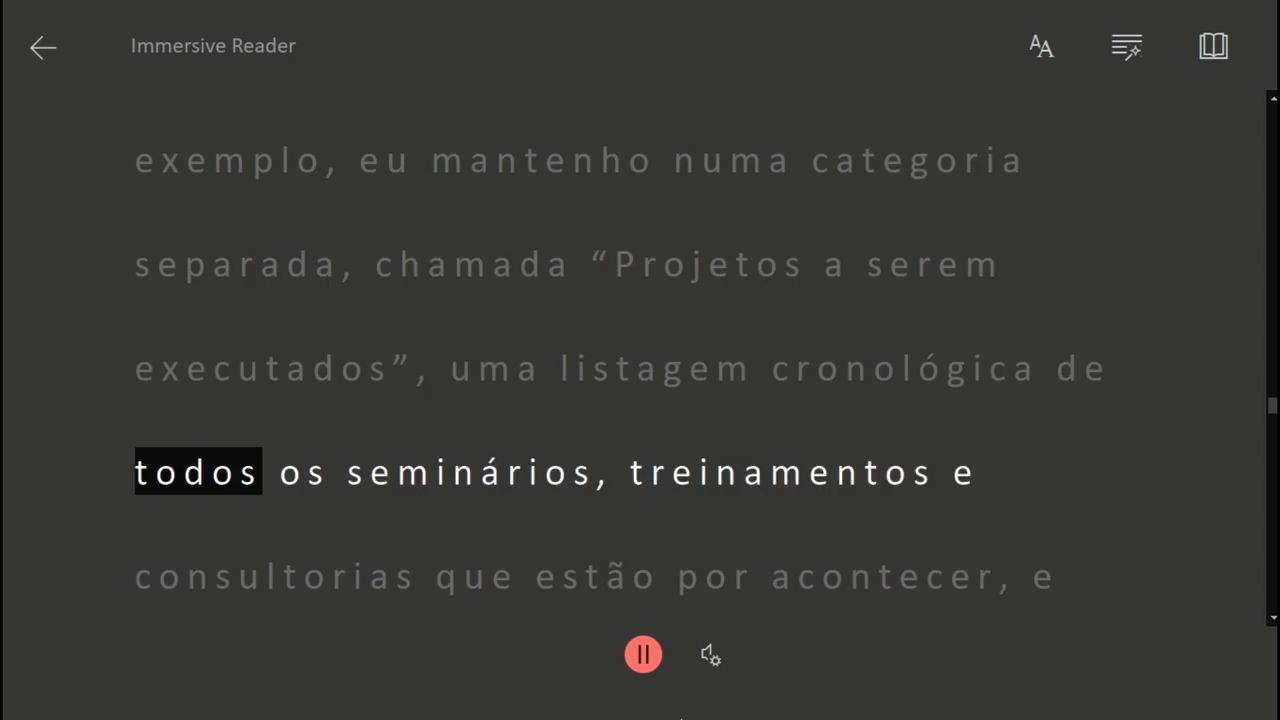 Immersive Reader
exemplo, eu mantenho numa categoria
separada, chamada “Projetos a serem
executados”, uma listagem cronológica de
todos os seminários, treinamentos e
consultorias que estão por acontecer, e